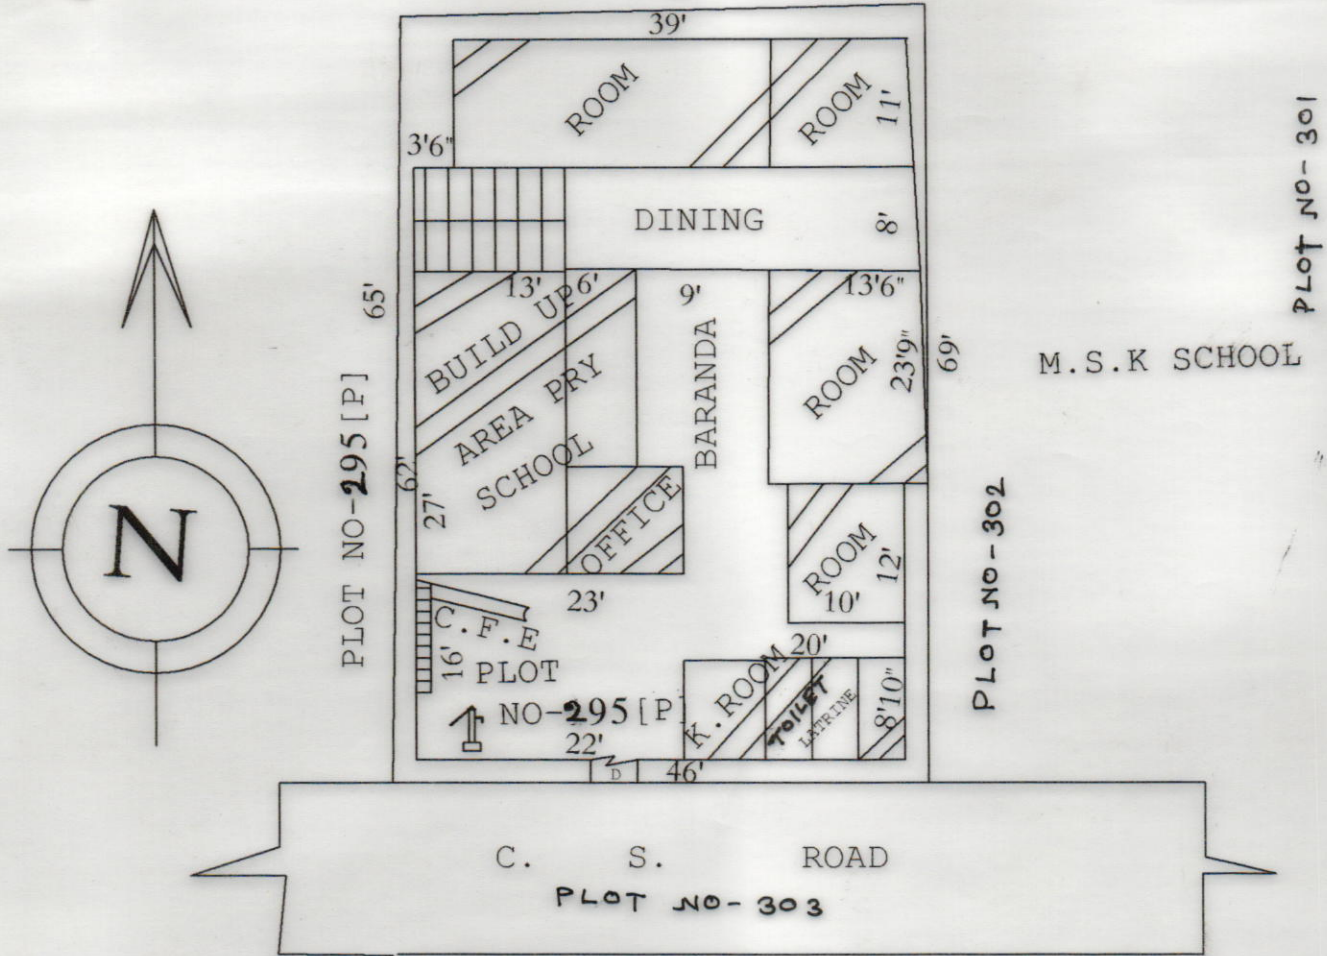 39'
ROOM
ROOM
11'
3'6"
DINING
8'
13'
6'
9'
13'6"
65'
BUILD UP
AREA PRY
SCHOOL
BARANDA
ROOM
23'9"
69'
M.S.K SCHOOL
PLOT NO-301
PLOT NO-295[P]
62'
27'
OFFICE
N
ROOM
12'
10'
PLOT NO-302
23'
C.F.E
16'
PLOT
NO-295[P]
22'
20'
K.ROOM
TOILET
LATRINE
8'10"
D
46'
C. S. ROAD
PLOT NO-303